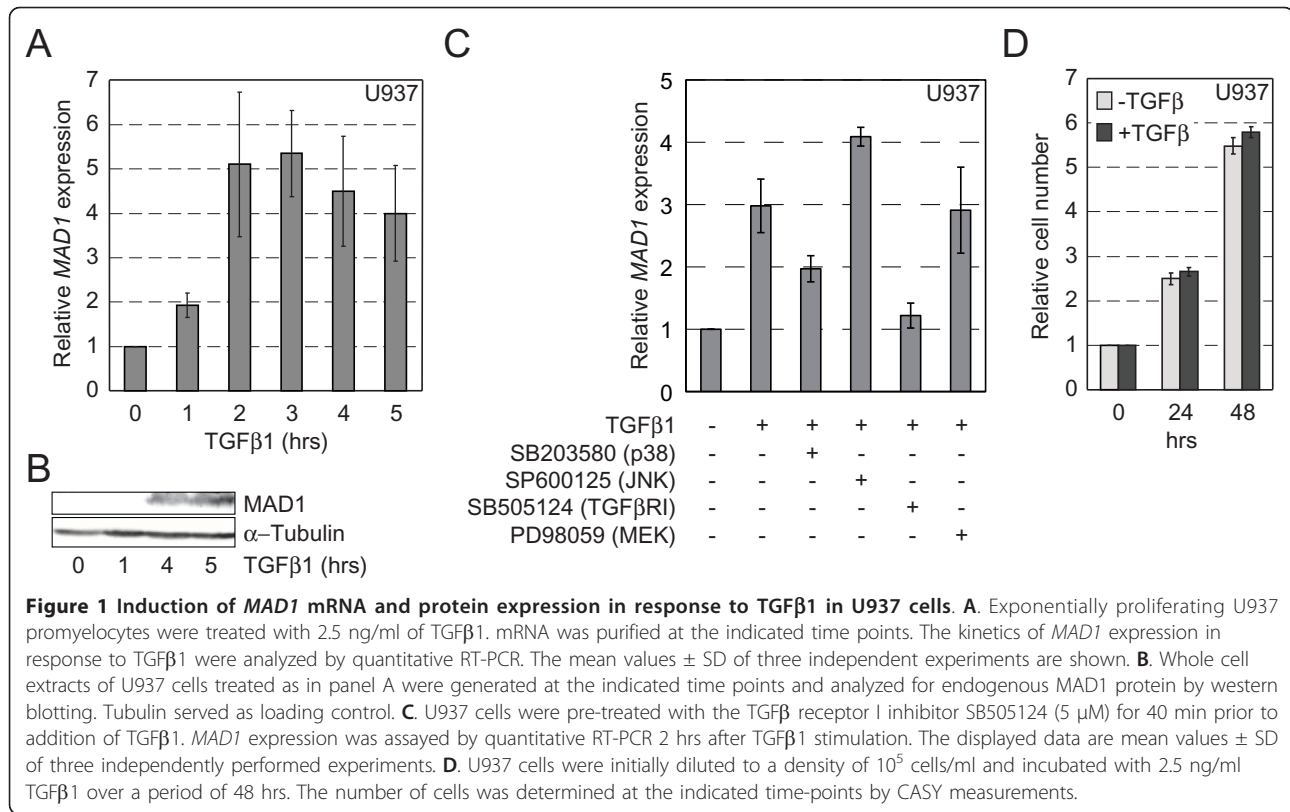 A
Relative MAD1 expression
7
6
5
4
3
2
1
0
U937
0 1 2 3 4 5
TGFβ1 (hrs)
B
MAD1
α–Tubulin
0 1 4 5 TGFβ1 (hrs)
C
Relative MAD1 expression
5
4
3
2
1
0
U937
TGFβ1 - + + + + +
SB203580 (p38) - - + - - -
SP600125 (JNK) - - - + - -
SB505124 (TGFβRI) - - - - + -
PD98059 (MEK) - - - - - +
D
Relative cell number
7
6
5
4
3
2
1
0
-TGFβ
+TGFβ
U937
0 24 48
hrs
Figure 1 Induction of MAD1 mRNA and protein expression in response to TGFβ1 in U937 cells. A. Exponentially proliferating U937
promyelocytes were treated with 2.5 ng/ml of TGFβ1. mRNA was purified at the indicated time points. The kinetics of MAD1 expression in
response to TGFβ1 were analyzed by quantitative RT-PCR. The mean values ± SD of three independent experiments are shown. B. Whole cell
extracts of U937 cells treated as in panel A were generated at the indicated time points and analyzed for endogenous MAD1 protein by western
blotting. Tubulin served as loading control. C. U937 cells were pre-treated with the TGFβ receptor I inhibitor SB505124 (5 μM) for 40 min prior to
addition of TGFβ1. MAD1 expression was assayed by quantitative RT-PCR 2 hrs after TGFβ1 stimulation. The displayed data are mean values ± SD
of three independently performed experiments. D. U937 cells were initially diluted to a density of 10⁵ cells/ml and incubated with 2.5 ng/ml
TGFβ1 over a period of 48 hrs. The number of cells was determined at the indicated time-points by CASY measurements.